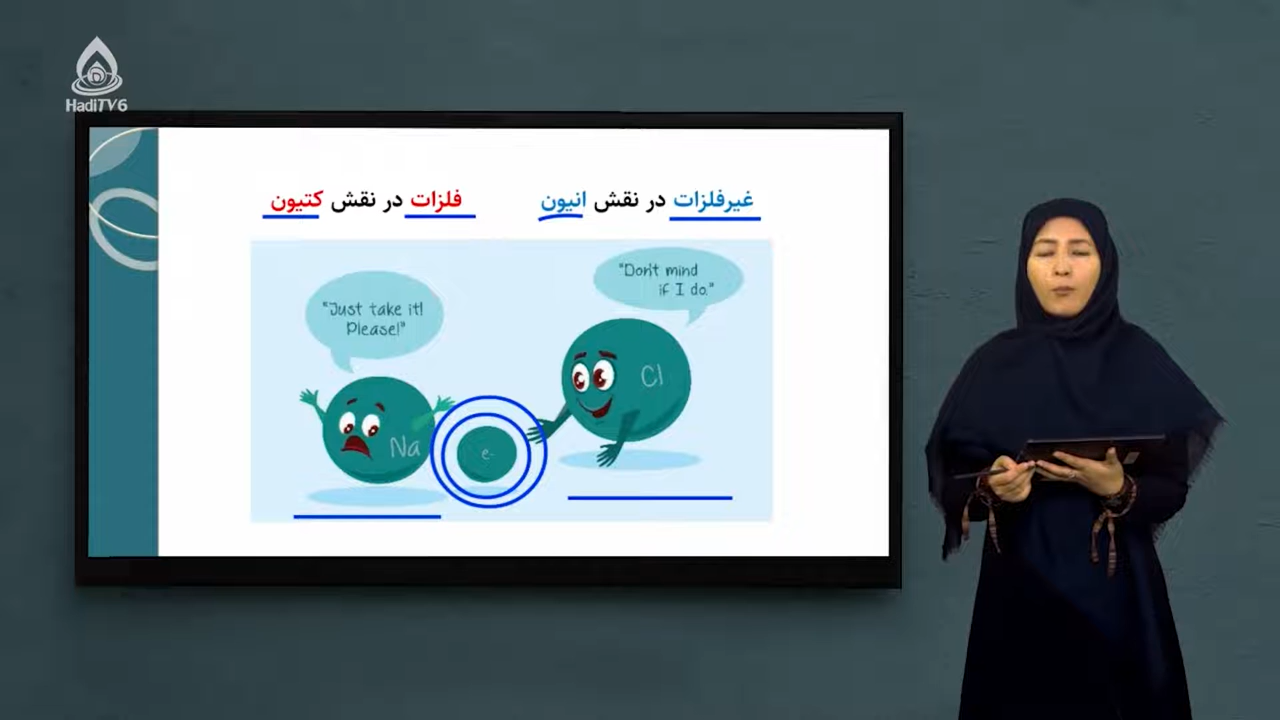 HadiTV6
غیرفلزات در نقش انیون
فلزات در نقش کتیون
"Don't mind
if I do."
"Just take it!
Please!"
Cl
Na
e-